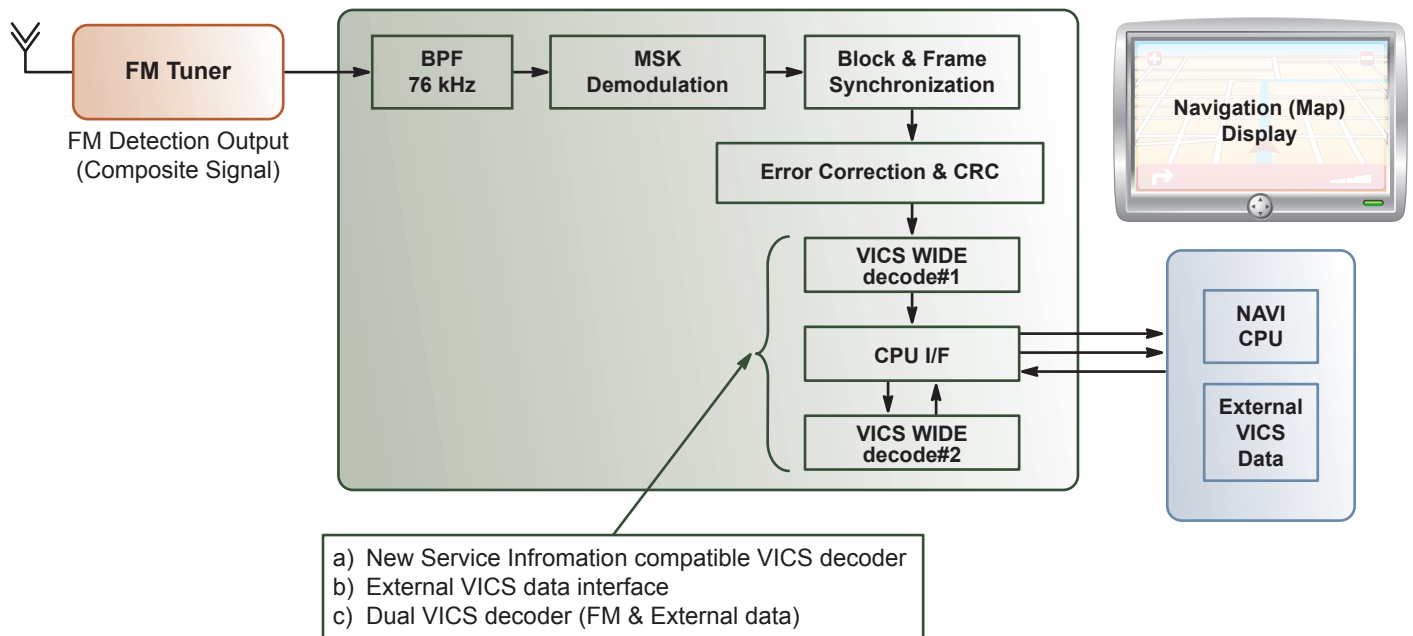 FM Tuner
FM Detection Output
(Composite Signal)
BPF
76 kHz
MSK
Demodulation
Block & Frame
Synchronization
Error Correction & CRC
VICS WIDE
decode#1
CPU I/F
VICS WIDE
decode#2
Navigation (Map)
Display
NAVI
CPU
External
VICS
Data
a) New Service Infromation compatible VICS decoder
b) External VICS data interface
c) Dual VICS decoder (FM & External data)